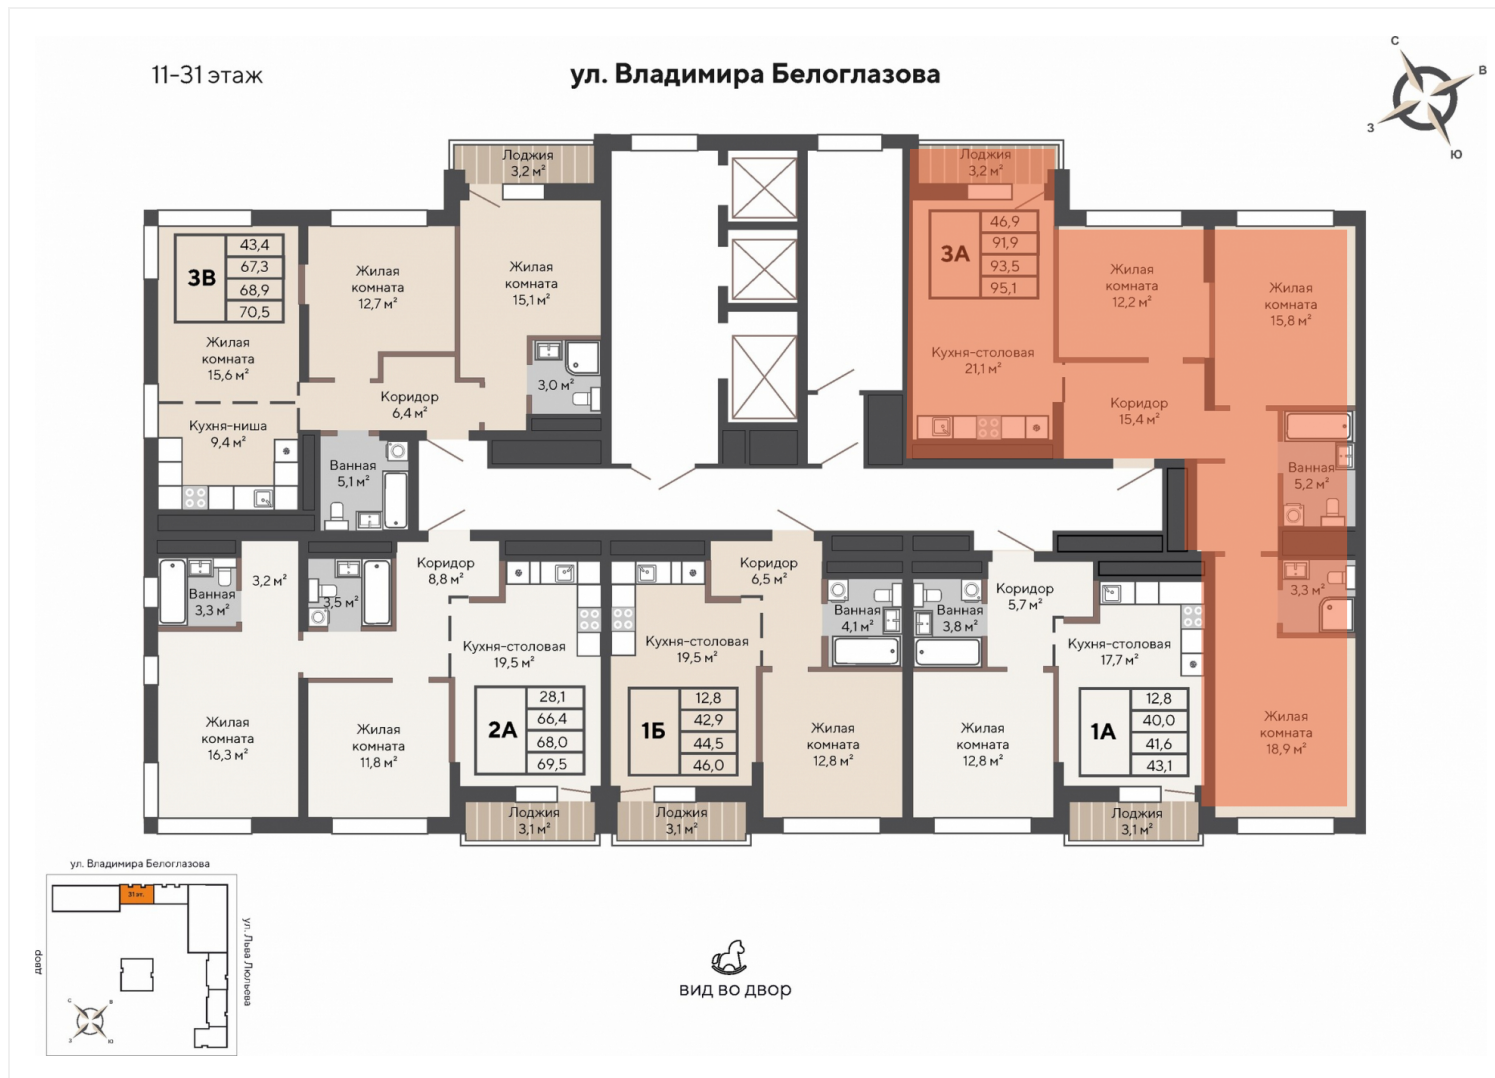 11-31 этаж
ул. Владимира Белоглазова
С
В
З
Ю
Лоджия
3,2 м²
Лоджия
3,2 м²
3В
43,4
67,3
68,9
70,5
Жилая
комната
15,6 м²
Кухня-ниша
9,4 м²
Жилая
комната
12,7 м²
Жилая
комната
15,1 м²
3,0 м²
Коридор
6,4 м²
Ванная
5,1 м²
3А
46,9
91,9
93,5
95,1
Кухня-столовая
21,1 м²
Жилая
комната
12,2 м²
Жилая
комната
15,8 м²
Коридор
15,4 м²
Ванная
5,2 м²
3,3 м²
Жилая
комната
18,9 м²
Ванная
3,3 м²
3,2 м²
3,5 м²
Коридор
8,8 м²
Кухня-столовая
19,5 м²
2А
28,1
66,4
68,0
69,5
Жилая
комната
16,3 м²
Жилая
комната
11,8 м²
Лоджия
3,1 м²
Коридор
6,5 м²
Ванная
4,1 м²
Кухня-столовая
19,5 м²
1Б
12,8
42,9
44,5
46,0
Жилая
комната
12,8 м²
Лоджия
3,1 м²
Ванная
3,8 м²
Коридор
5,7 м²
Кухня-столовая
17,7 м²
1А
12,8
40,0
41,6
43,1
Жилая
комната
12,8 м²
Лоджия
3,1 м²
ул. Владимира Белоглазова
31 эт.
двор
ул. Льва Люльева
С
В
З
Ю
вид во двор